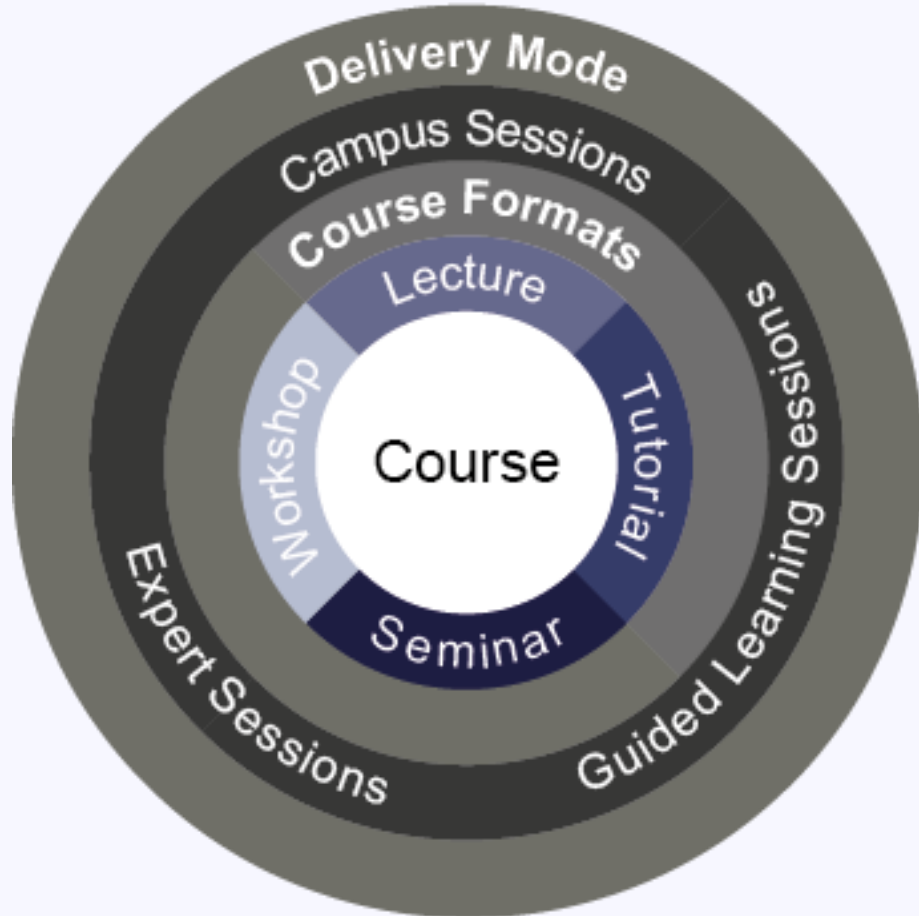 Delivery Mode
Campus Sessions
Course Formats
Lecture
Workshop
Course
Tutorial
Seminar
Guided Learning Sessions
Expert Sessions